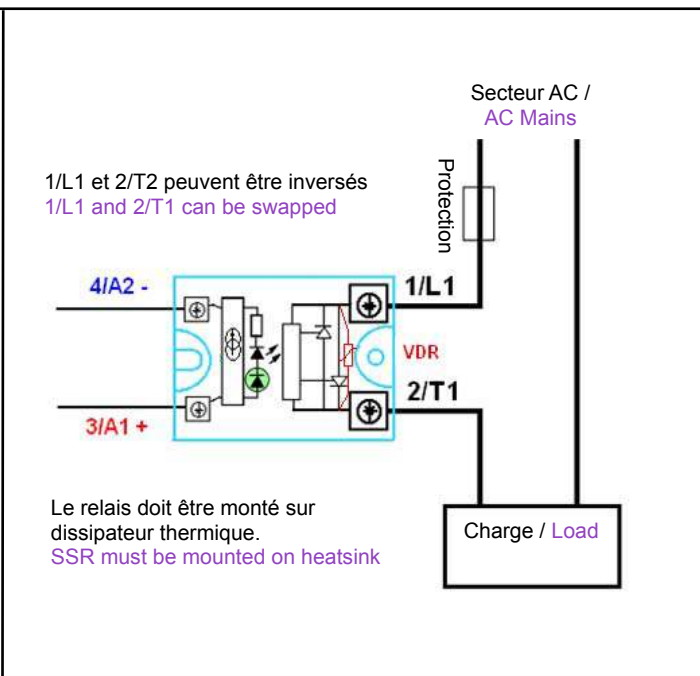 Secteur AC /
AC Mains
Protection
1/L1 et 2/T2 peuvent être inversés
1/L1 and 2/T1 can be swapped
4/A2 -
1/L1
VDR
2/T1
3/A1 +
Le relais doit être monté sur
dissipateur thermique.
SSR must be mounted on heatsink
Charge / Load